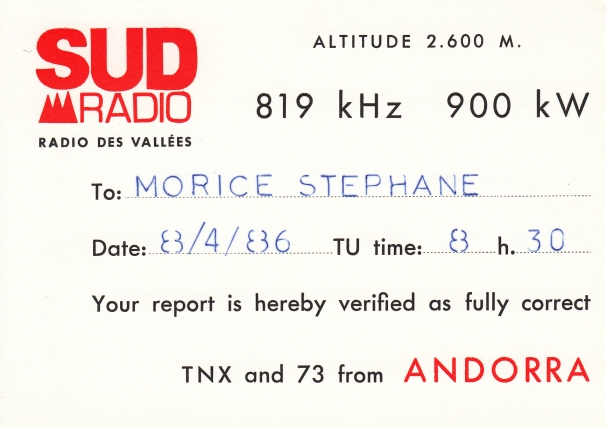 SUD
RADIO
RADIO DES VALLÉES
ALTITUDE 2.600 M.
819 kHz 900 kW
To: MORICE STEPHANE
Date: 8/4/86 TU time: 8 h. 30
Your report is hereby verified as fully correct
TNX and 73 from ANDORRA